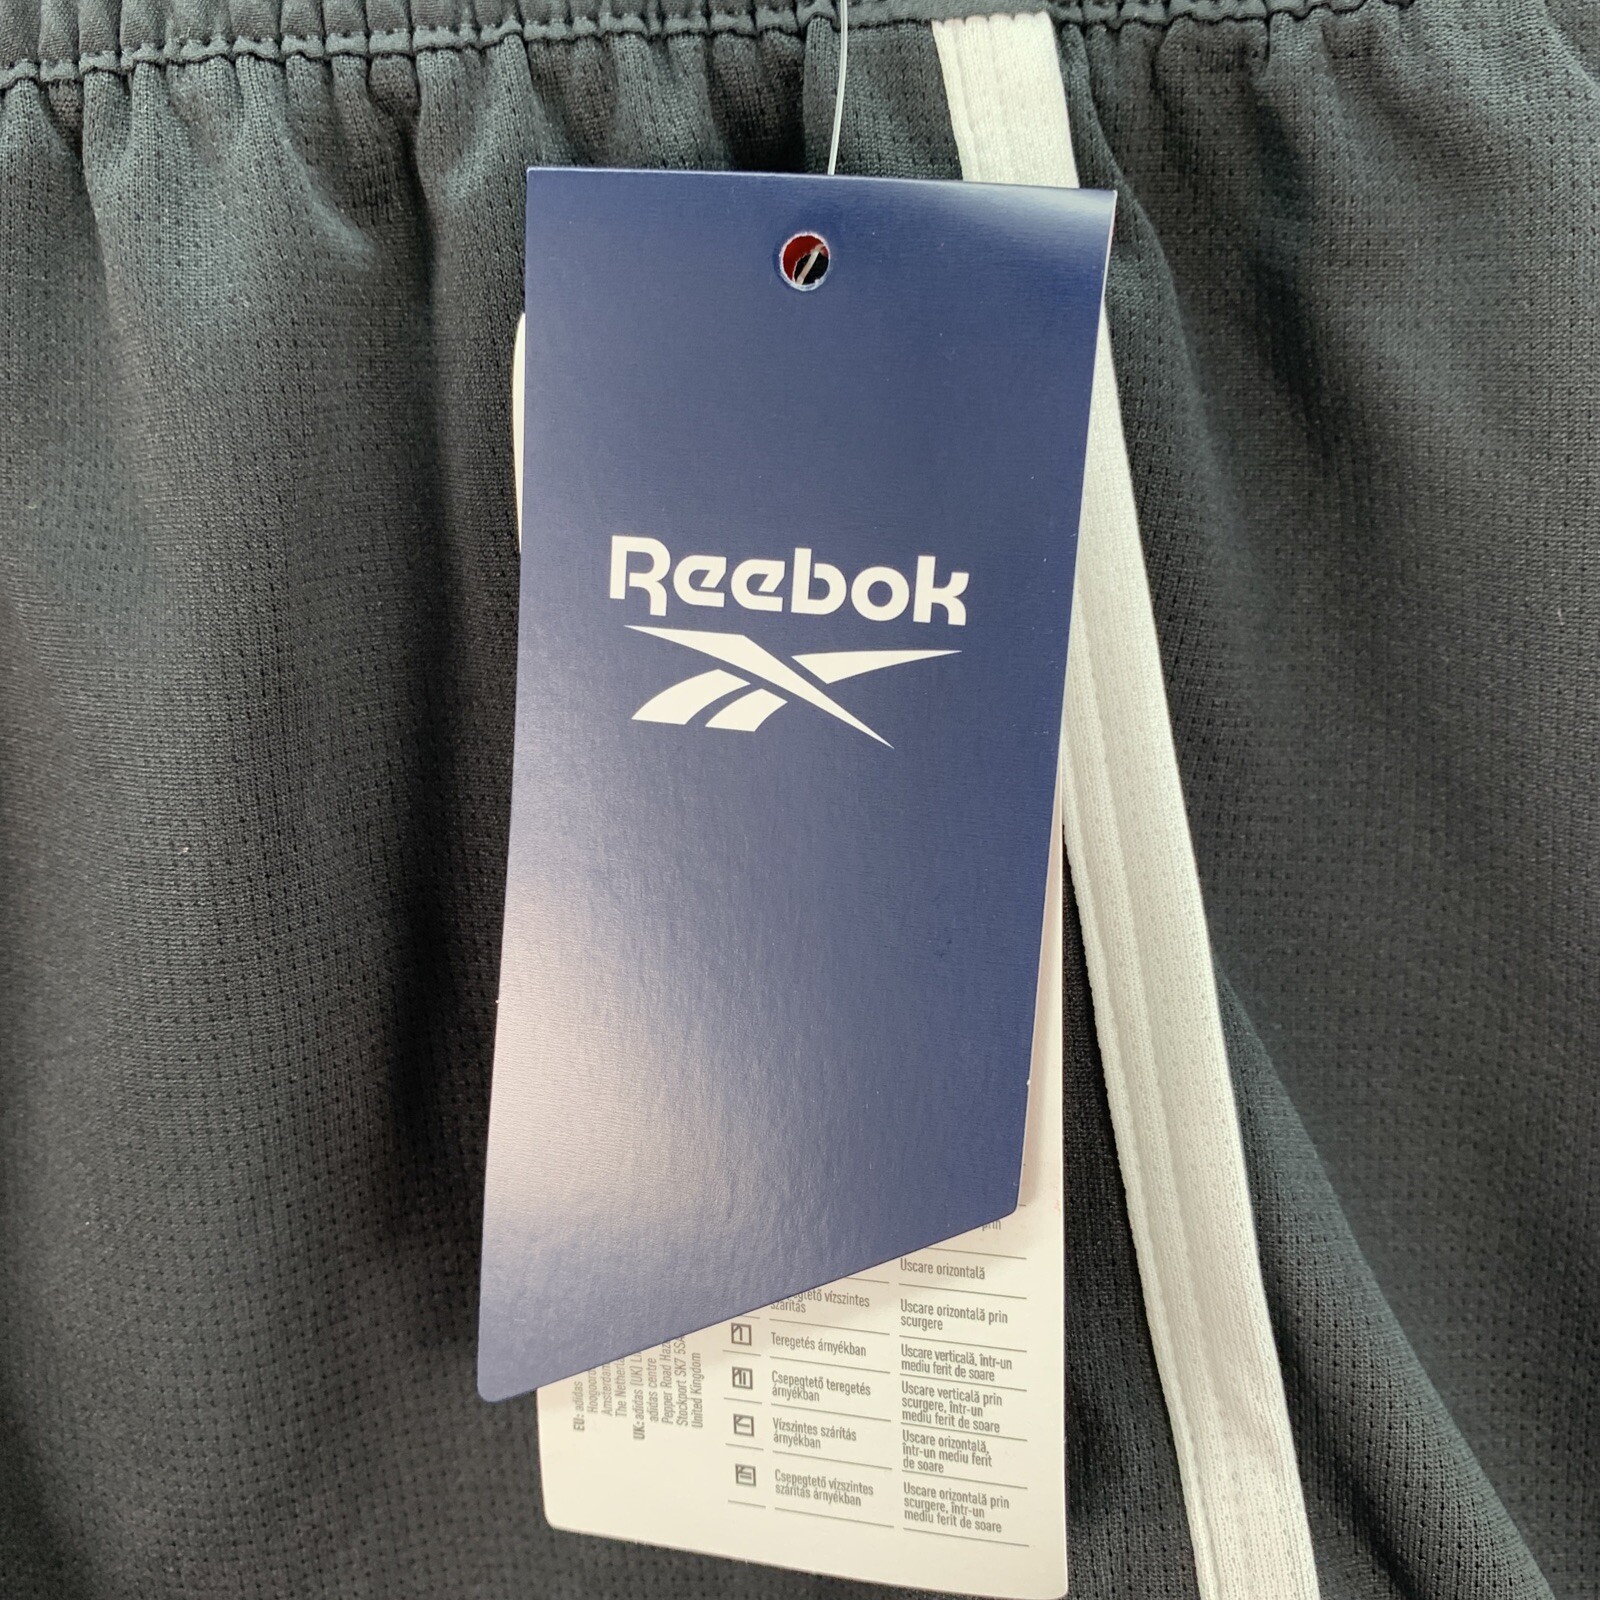 Reebok
prin
Uscare orizontală
vízszintes
szárítás
Uscare orizontală prin
scurgere
Teregetés árnyékban
Uscare verticală, într-un
mediu ferit de soare
Csepegtető teregetés
árnyékban
Uscare verticală prin
scurgere, într-un
mediu ferit de soare
Vízszintes szárítás
árnyékban
Uscare orizontală,
într-un mediu ferit
de soare
Csepegtető vízszintes
szárítás árnyékban
Uscare orizontală prin
scurgere, într-un
mediu ferit de soare
EU: adidas
Amsterdam
The
UK: adidas (UK)
adidas centre
Pepper Road
Stockport SK7
United Kingdom